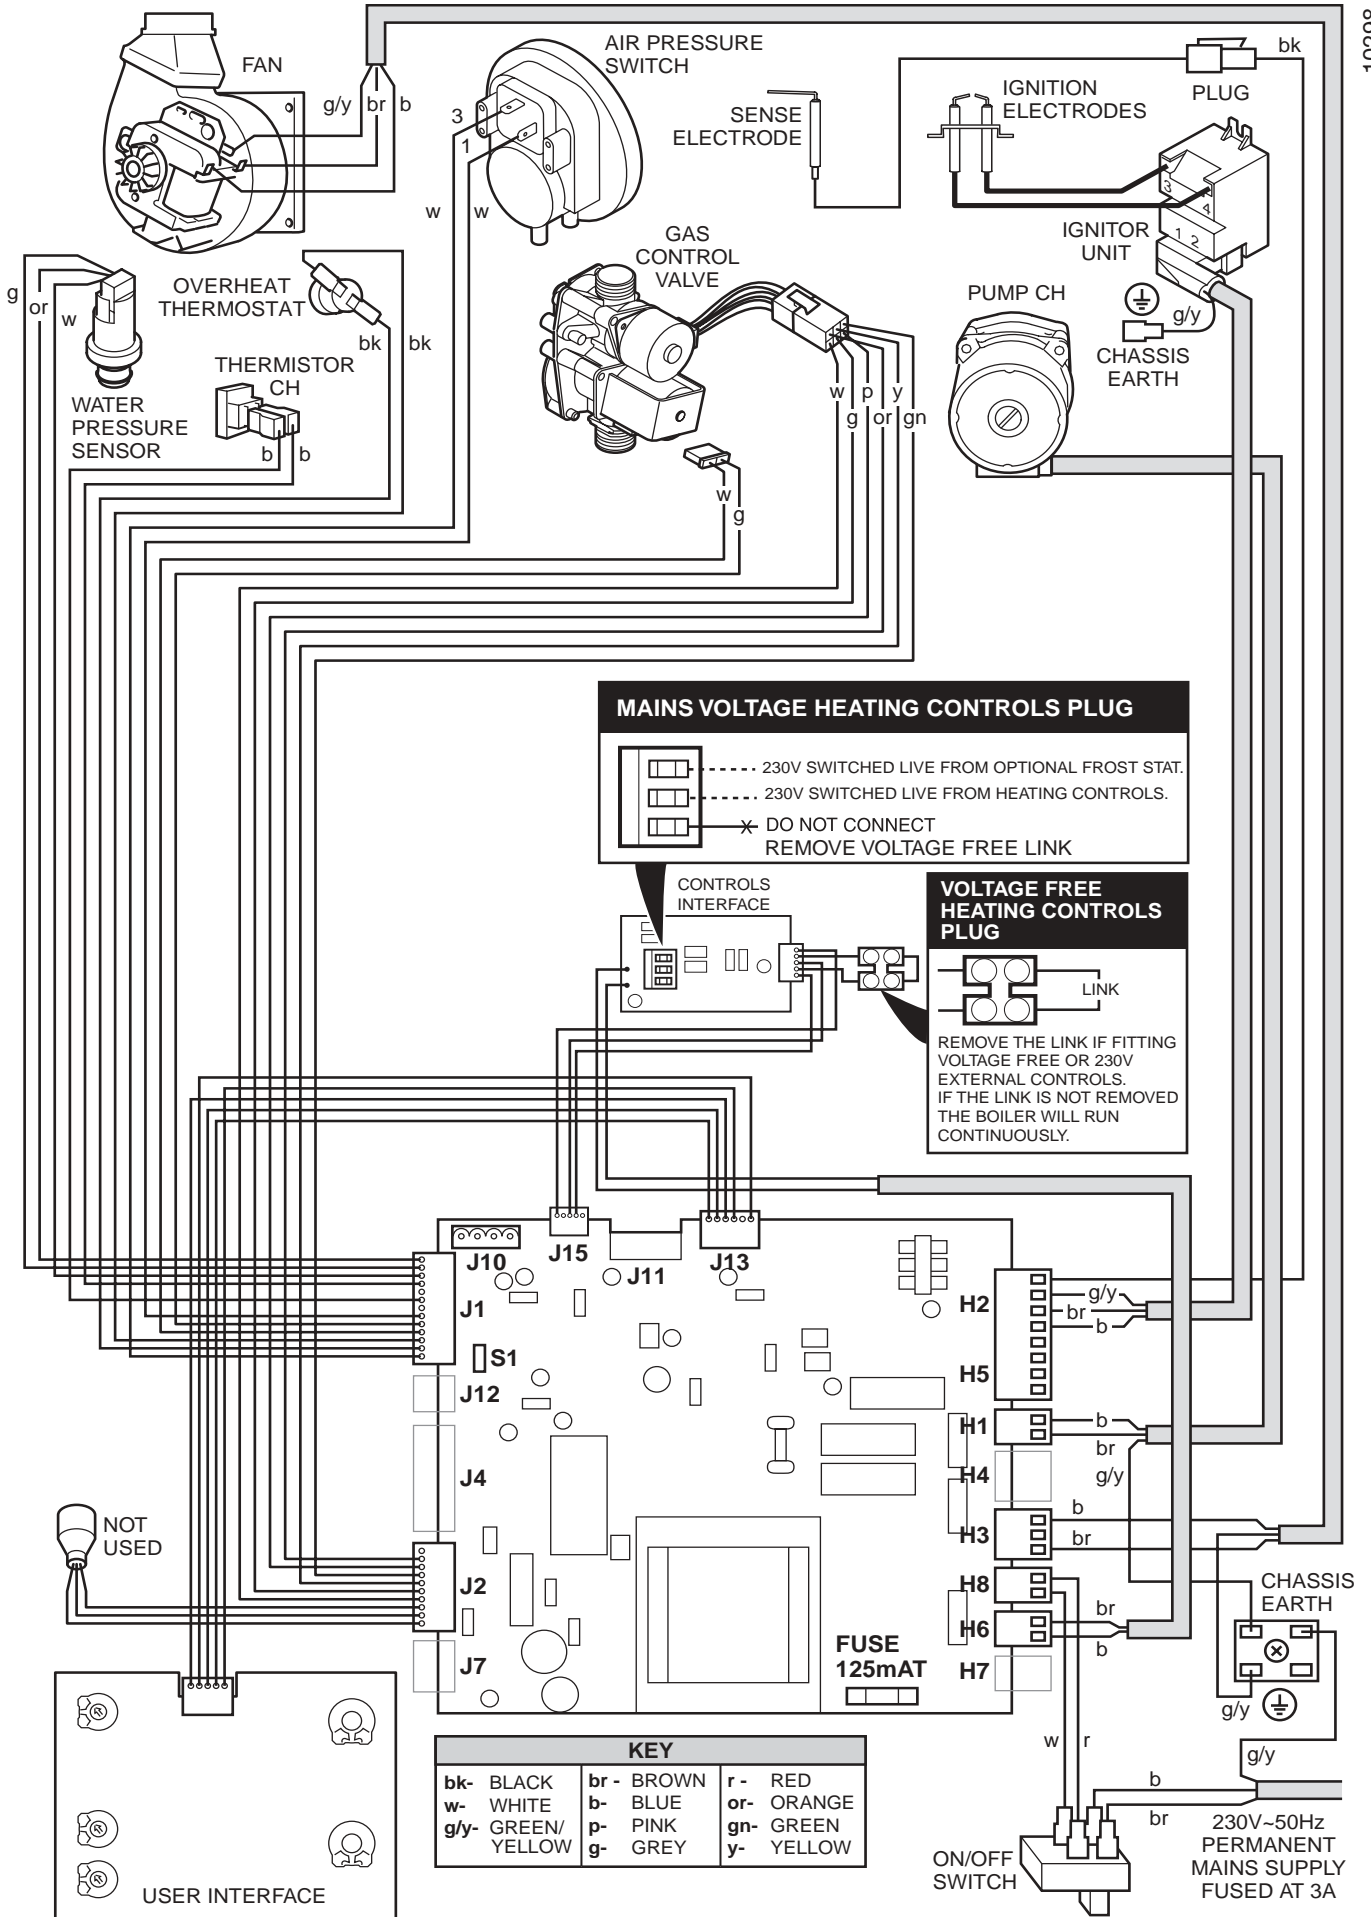 10298
FAN
g/y br b
AIR PRESSURE
SWITCH
3
1
w w
SENSE
ELECTRODE
IGNITION
ELECTRODES
bk
PLUG
3
4
1 2
IGNITOR
UNIT
g/y
CHASSIS
EARTH
g or w
WATER
PRESSURE
SENSOR
OVERHEAT
THERMOSTAT
bk bk
THERMISTOR
CH
b b
GAS
CONTROL
VALVE
w p y
g or gn
w
g
PUMP CH
MAINS VOLTAGE HEATING CONTROLS PLUG
230V SWITCHED LIVE FROM OPTIONAL FROST STAT.
230V SWITCHED LIVE FROM HEATING CONTROLS.
X DO NOT CONNECT
REMOVE VOLTAGE FREE LINK
CONTROLS
INTERFACE
VOLTAGE FREE
HEATING CONTROLS
PLUG
LINK
REMOVE THE LINK IF FITTING
VOLTAGE FREE OR 230V
EXTERNAL CONTROLS.
IF THE LINK IS NOT REMOVED
THE BOILER WILL RUN
CONTINUOUSLY.
J10
J15
J11
J13
J1
S1
J12
J4
J2
J7
H2
g/y
br
b
H5
H1
b
br
g/y
H4
b
H3
br
H8
H6
br
b
H7
FUSE
125mAT
NOT
USED
CHASSIS
EARTH
g/y
g/y
w r
b
br
230V~50Hz
PERMANENT
MAINS SUPPLY
FUSED AT 3A
ON/OFF
SWITCH
USER INTERFACE
KEY
bk- BLACK
w- WHITE
g/y- GREEN/
YELLOW
br - BROWN
b- BLUE
p- PINK
g- GREY
r - RED
or- ORANGE
gn- GREEN
y- YELLOW